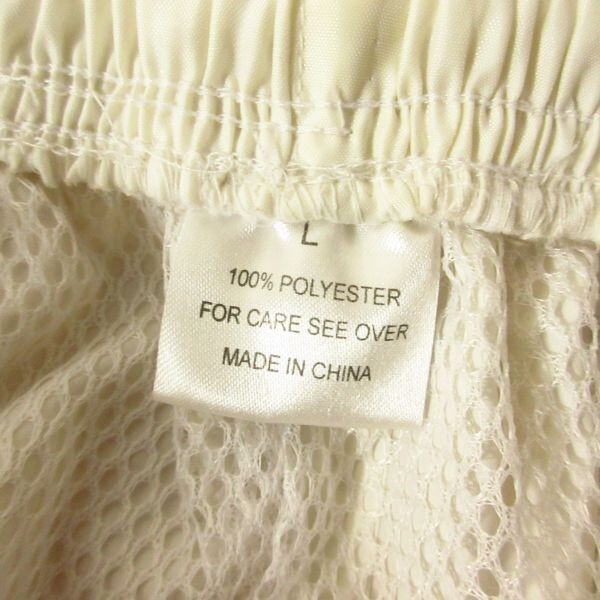 L
100% POLYESTER
FOR CARE SEE OVER
MADE IN CHINA